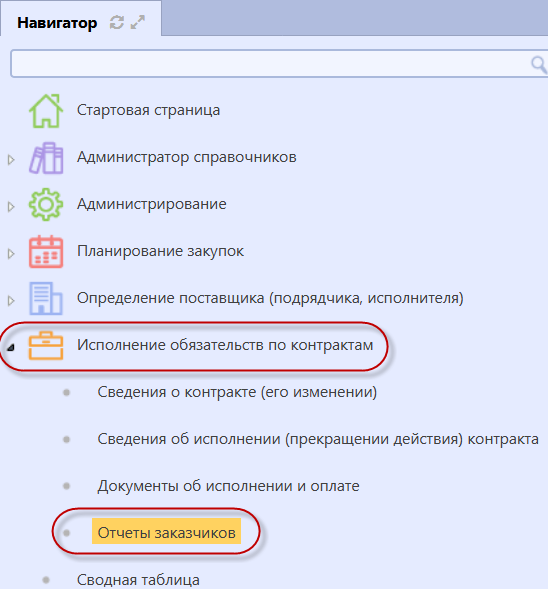 Навигатор
Стартовая страница
Администратор справочников
Администрирование
Планирование закупок
Определение поставщика (подрядчика, исполнителя)
Исполнение обязательств по контрактам
Сведения о контракте (его изменении)
Сведения об исполнении (прекращении действия) контракта
Документы об исполнении и оплате
Отчеты заказчиков
Сводная таблица